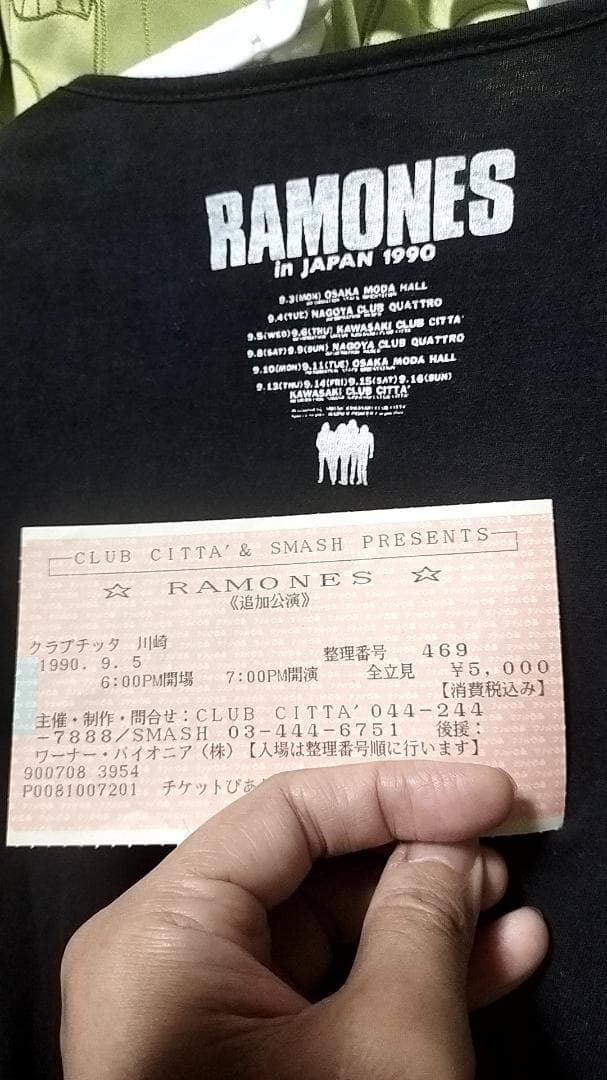 RAMONES
in JAPAN 1990
9.3(MON) OSAKA MODA HALL
9.4(TUE) NAGOYA CLUB QUATTRO
9.5(WED)9.6(THU) KAWASAKI CLUB CITTA'
9.8(SAT)9.9(SUN) NAGOYA CLUB QUATTRO
9.10(MON)9.11(TUE) OSAKA MODA HALL
9.13(THU)9.14(FRI)9.15(SAT)9.16(SUN)
KAWASAKI CLUB CITTA'
CLUB CITTA' & SMASH PRESENTS
☆ RAMONES ☆
《追加公演》
クラブチッタ 川崎
1990. 9. 5 整理番号 469
6:00PM開場 7:00PM開演 全立見 ¥5,000
【消費税込み】
主催・制作・問合せ:CLUB CITTA' 044-244
-7888/SMASH 03-444-6751 後援:
ワーナー・パイオニア(株)【入場は整理番号順に行います】
900708 3954
P0081007201 チケットぴあ